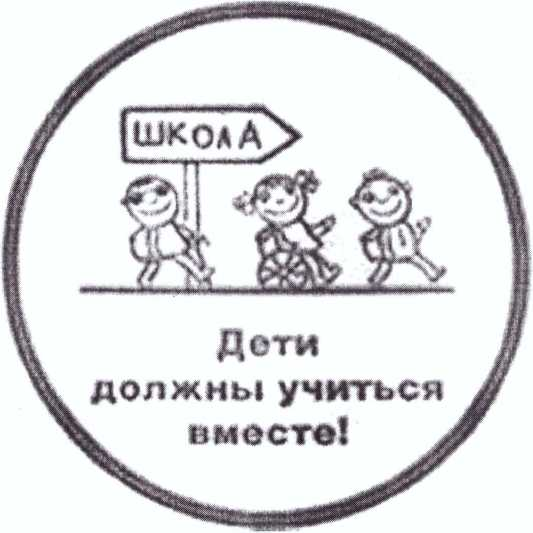 ШКОЛА
Дети
должны учиться
вместе!